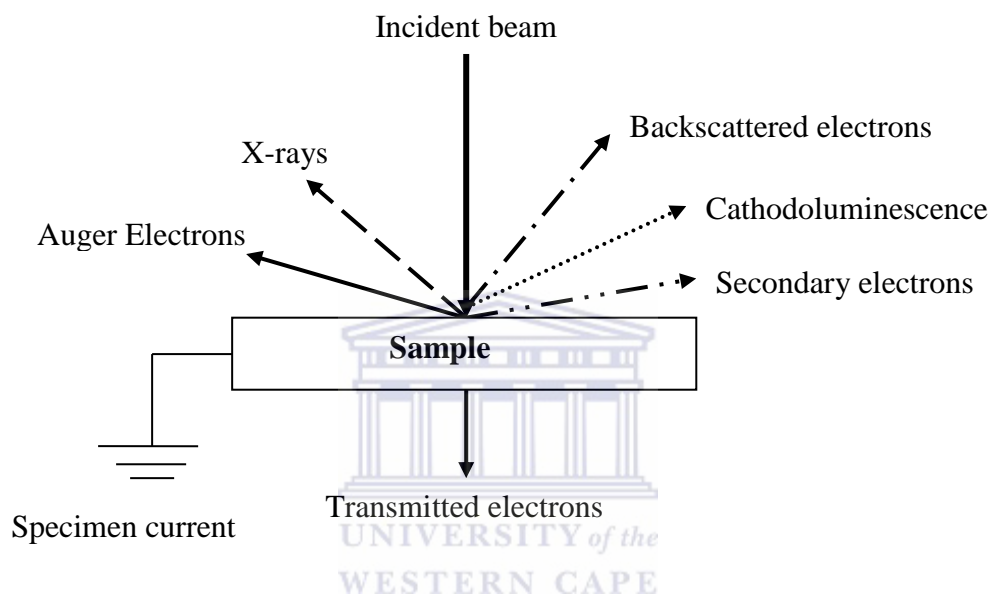 Incident beam
Backscattered electrons
X-rays
Cathodoluminescence
Auger Electrons
Secondary electrons
Sample
Transmitted electrons
Specimen current
UNIVERSITY of the
WESTERN CAPE